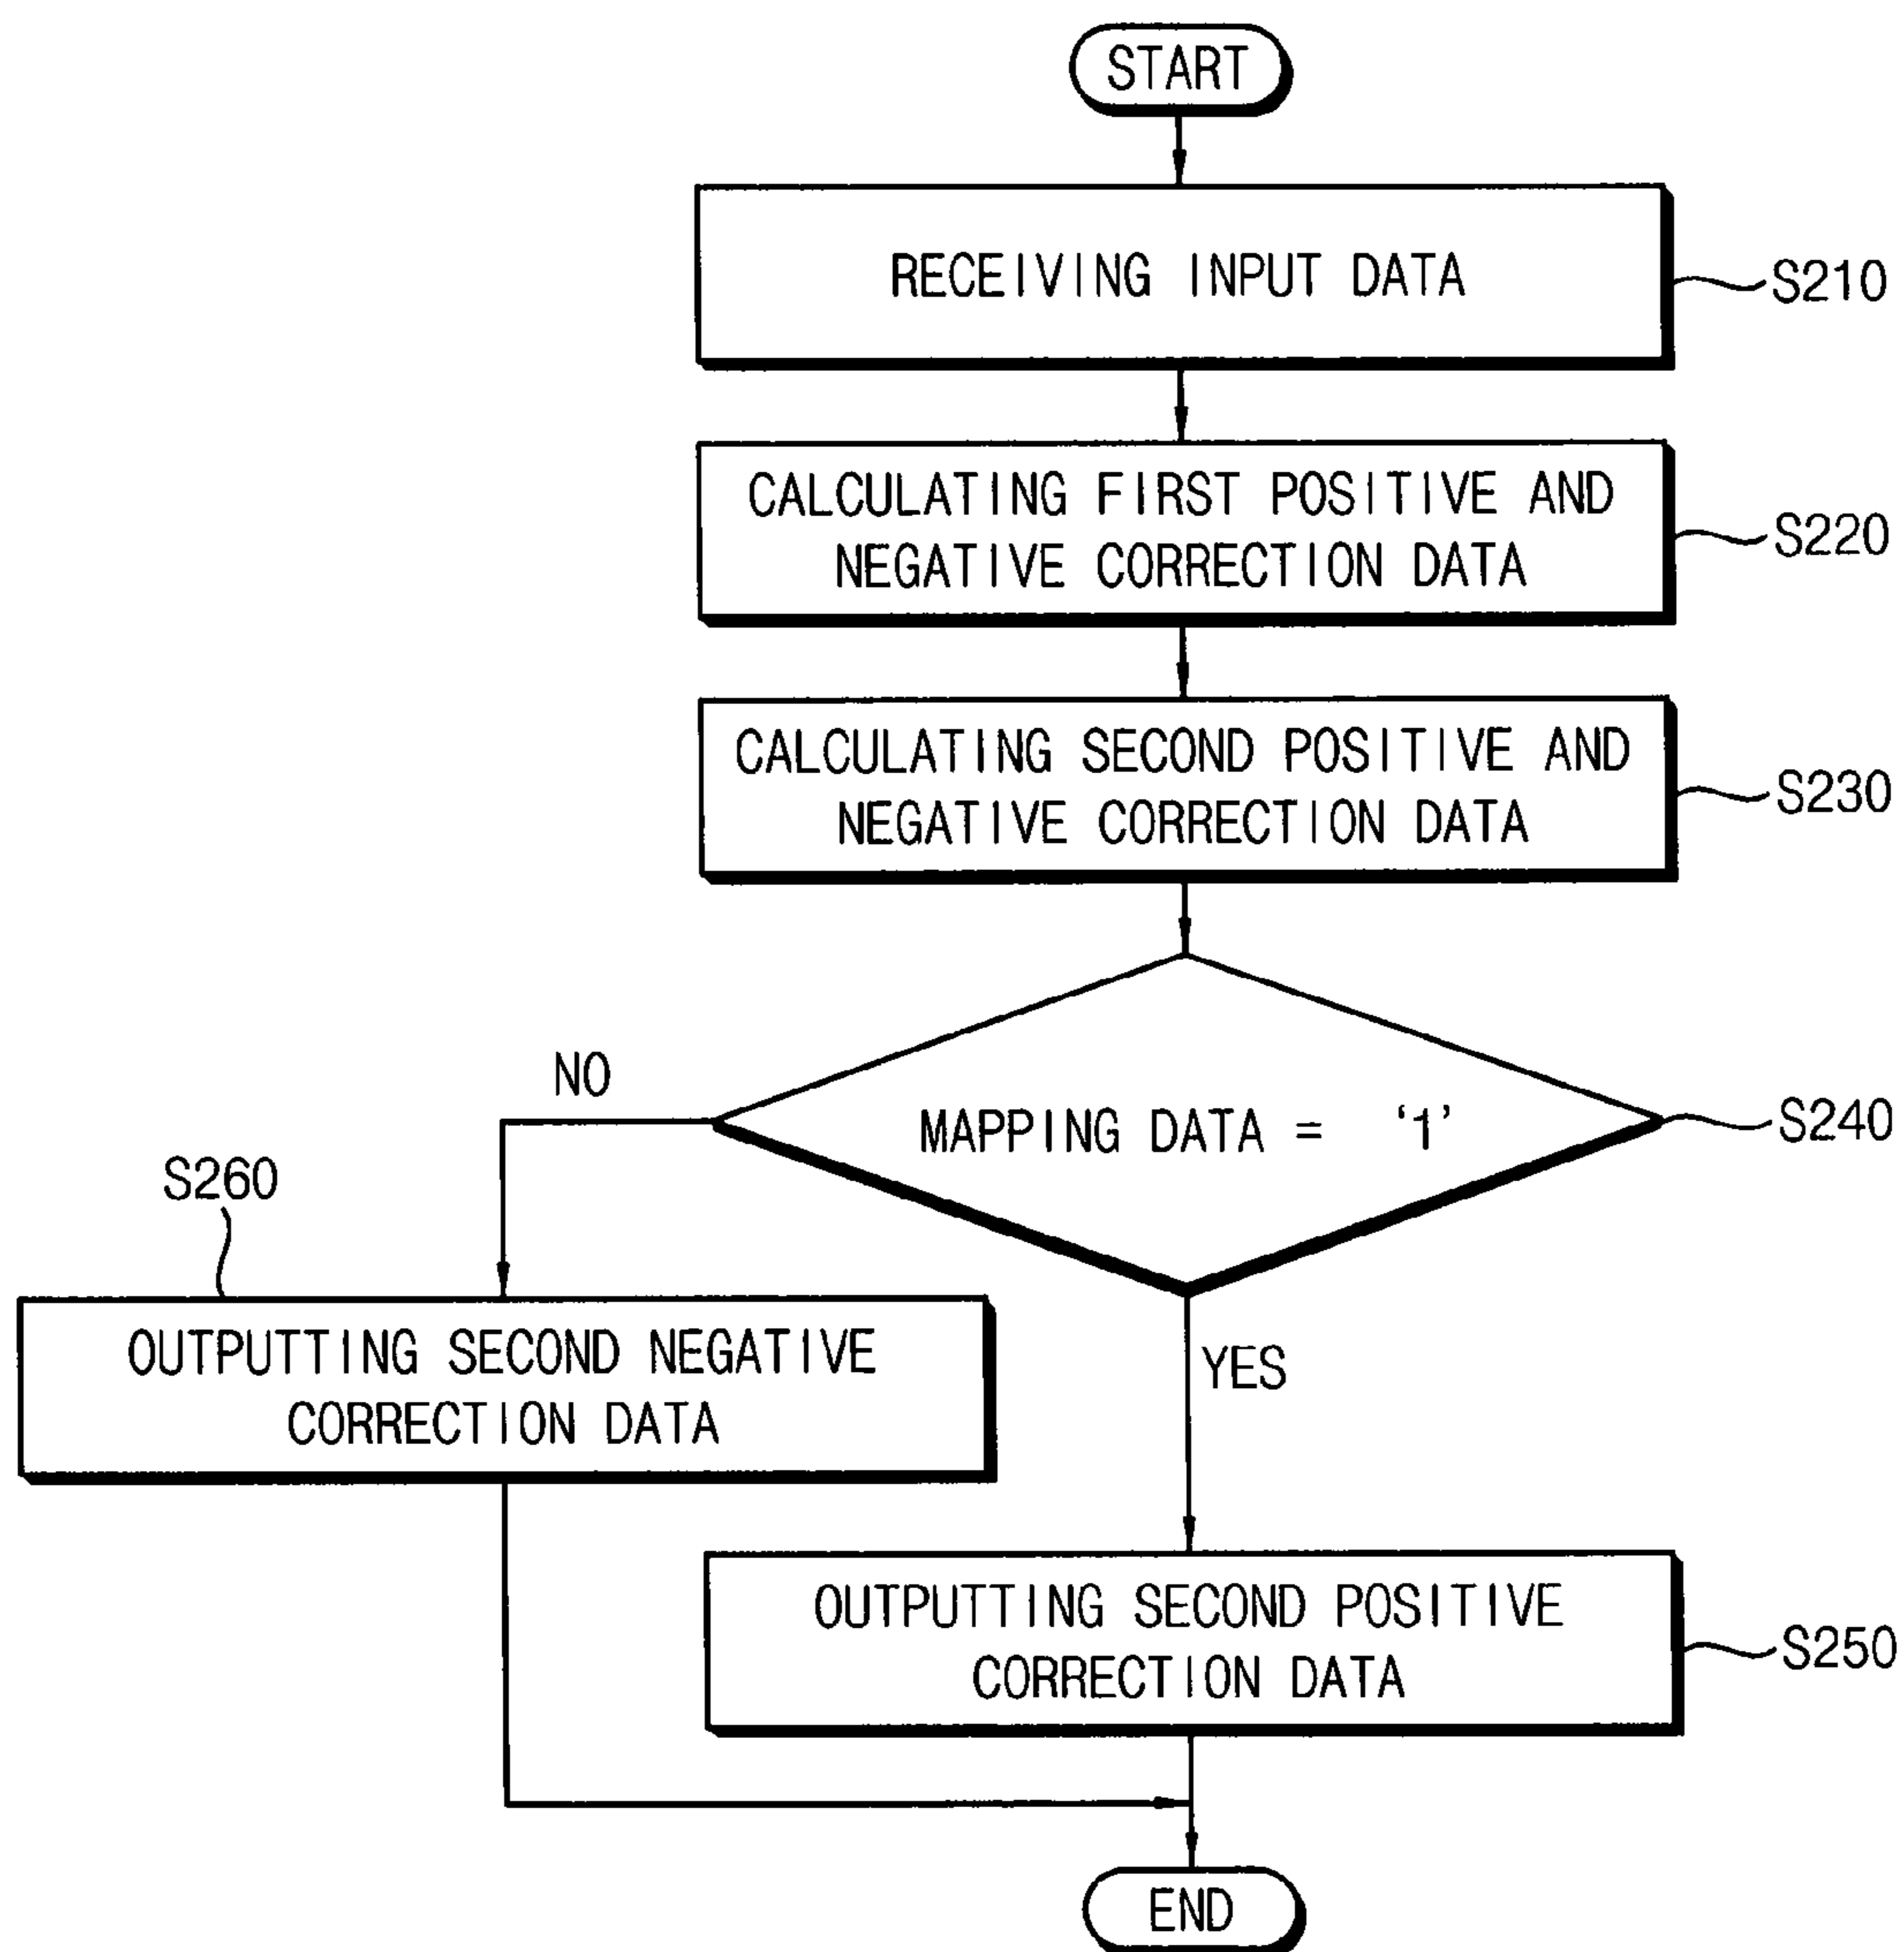 START
RECEIVING INPUT DATA
S210
CALCULATING FIRST POSITIVE AND
NEGATIVE CORRECTION DATA
S220
CALCULATING SECOND POSITIVE AND
NEGATIVE CORRECTION DATA
S230
NO
MAPPING DATA = ‘1’
S240
S260
OUTPUTTING SECOND NEGATIVE
CORRECTION DATA
YES
OUTPUTTING SECOND POSITIVE
CORRECTION DATA
S250
END